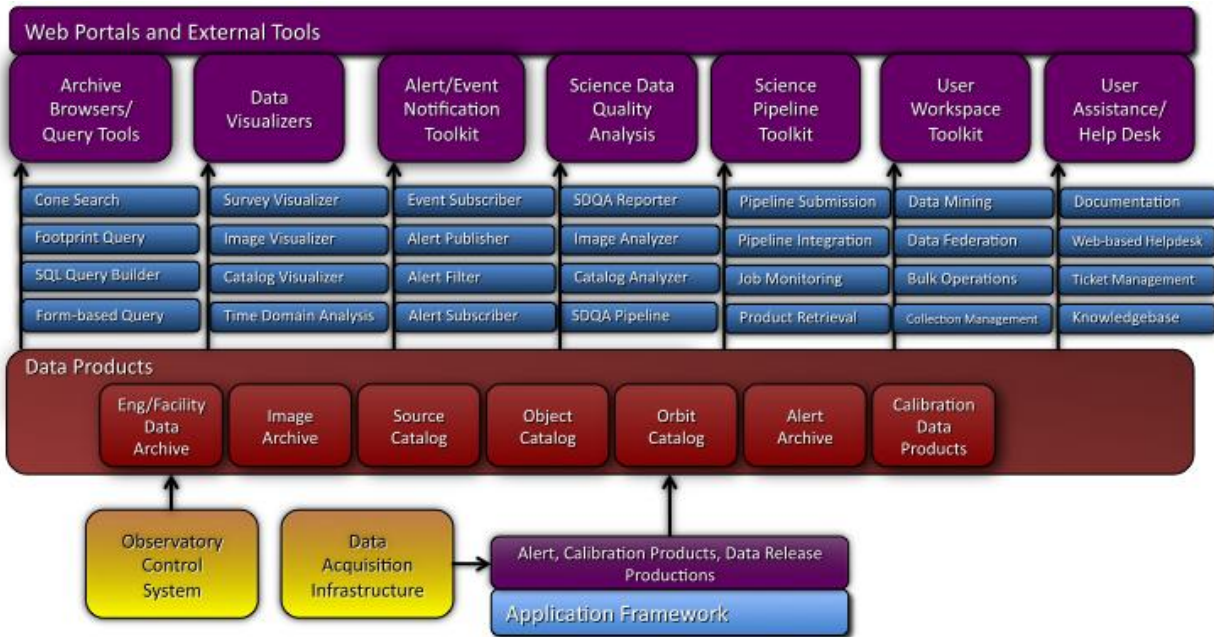 Web Portals and External Tools
Archive
Browsers/
Query Tools
Data
Visualizers
Alert/Event
Notification
Toolkit
Science Data
Quality
Analysis
Science
Pipeline
Toolkit
User
Workspace
Toolkit
User
Assistance/
Help Desk
Cone Search
Footprint Query
SQL Query Builder
Form-based Query
Survey Visualizer
Image Visualizer
Catalog Visualizer
Time Domain Analysis
Event Subscriber
Alert Publisher
Alert Filter
Alert Subscriber
SDQA Reporter
Image Analyzer
Catalog Analyzer
SDQA Pipeline
Pipeline Submission
Pipeline Integration
Job Monitoring
Product Retrieval
Data Mining
Data Federation
Bulk Operations
Collection Management
Documentation
Web-based Helpdesk
Ticket Management
Knowledgebase
Data Products
Eng/Facility
Data
Archive
Image
Archive
Source
Catalog
Object
Catalog
Orbit
Catalog
Alert
Archive
Calibration
Data
Products
Observatory
Control
System
Data
Acquisition
Infrastructure
Alert, Calibration Products, Data Release
Productions
Application Framework